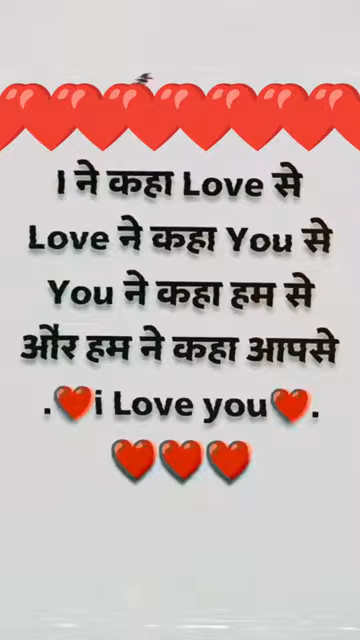 I ने कहा Love से
Love ने कहा You से
You ने कहा हम से
और हम ने कहा आपसे
.❤️i Love you❤️.